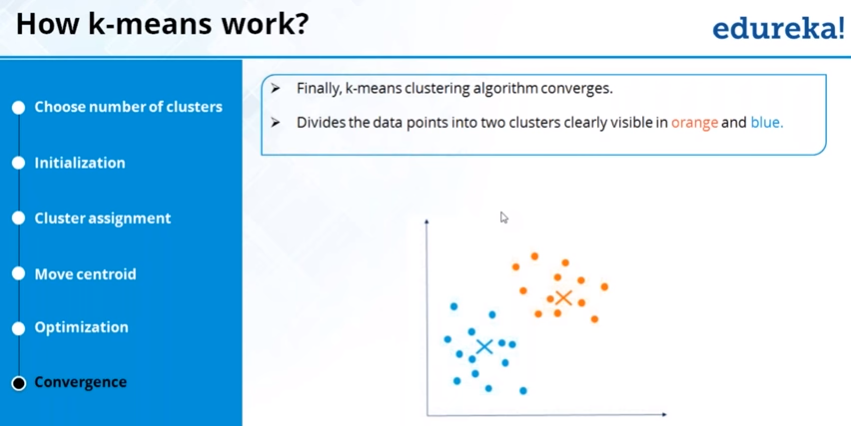 How k-means work?
edureka!
Choose number of clusters
Initialization
Cluster assignment
Move centroid
Optimization
Convergence
Finally, k-means clustering algorithm converges.
Divides the data points into two clusters clearly visible in orange and blue.